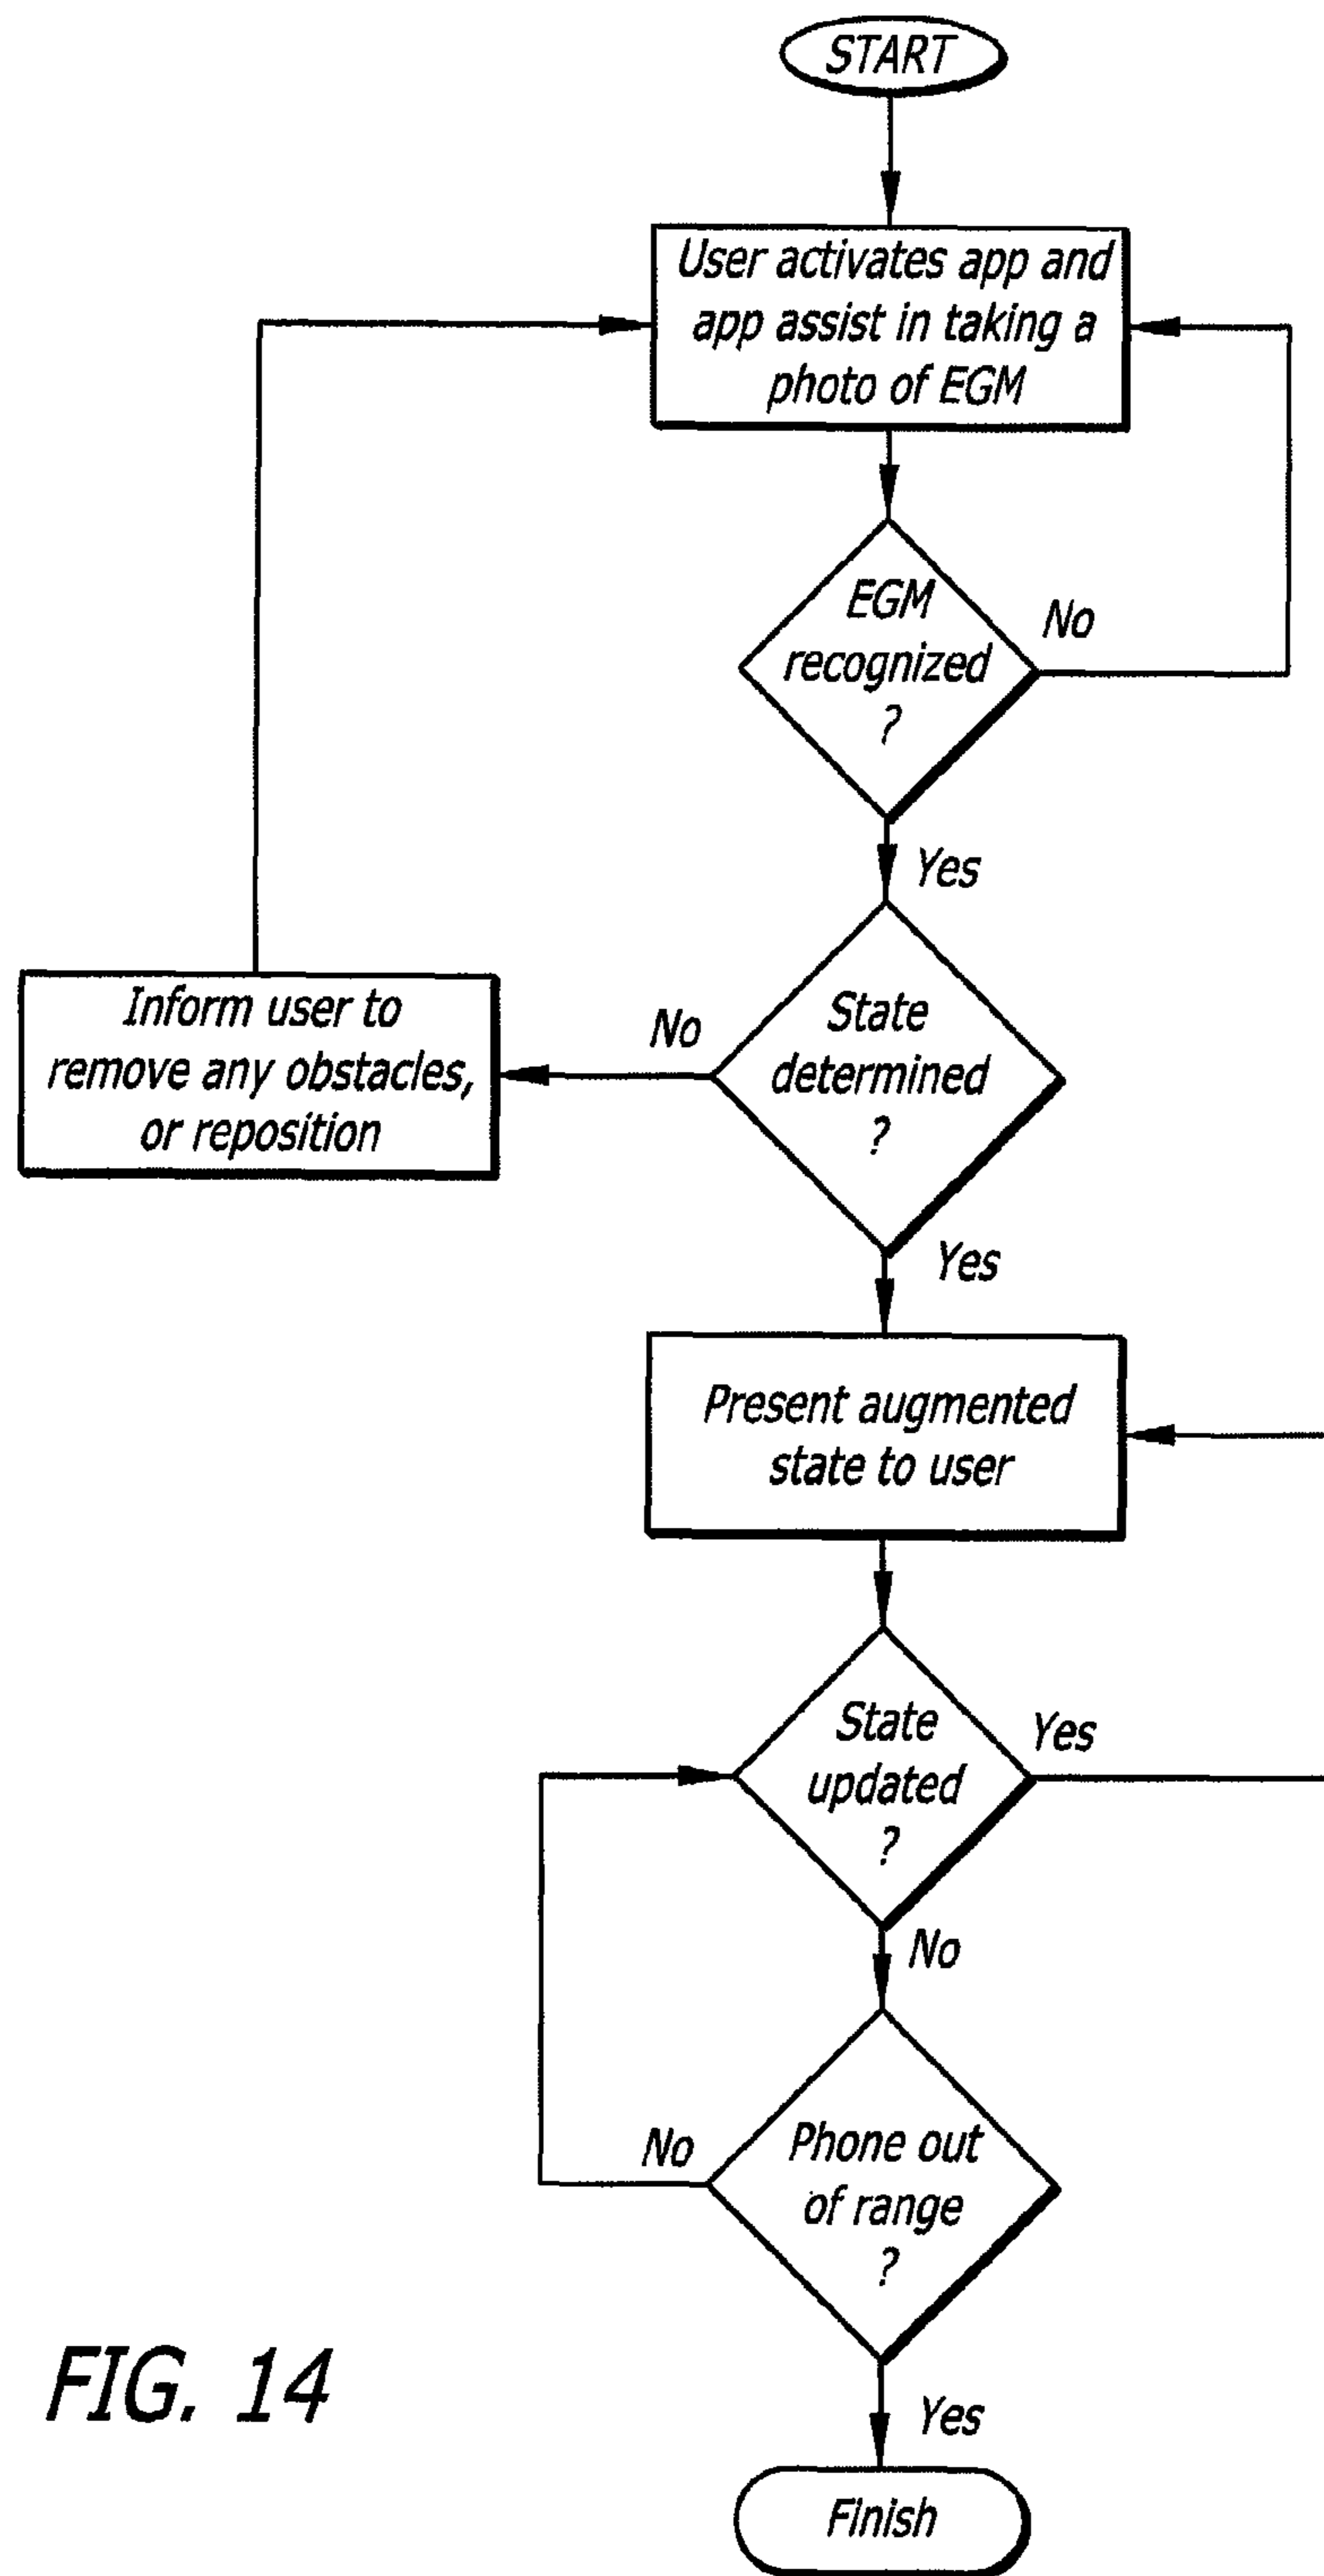 START
User activates app and
app assist in taking a
photo of EGM
EGM
recognized
?
No
Yes
State
determined
?
No
Inform user to
remove any obstacles,
or reposition
Yes
Present augmented
state to user
State
updated
?
Yes
No
Phone out
of range
?
No
Yes
Finish
FIG. 14